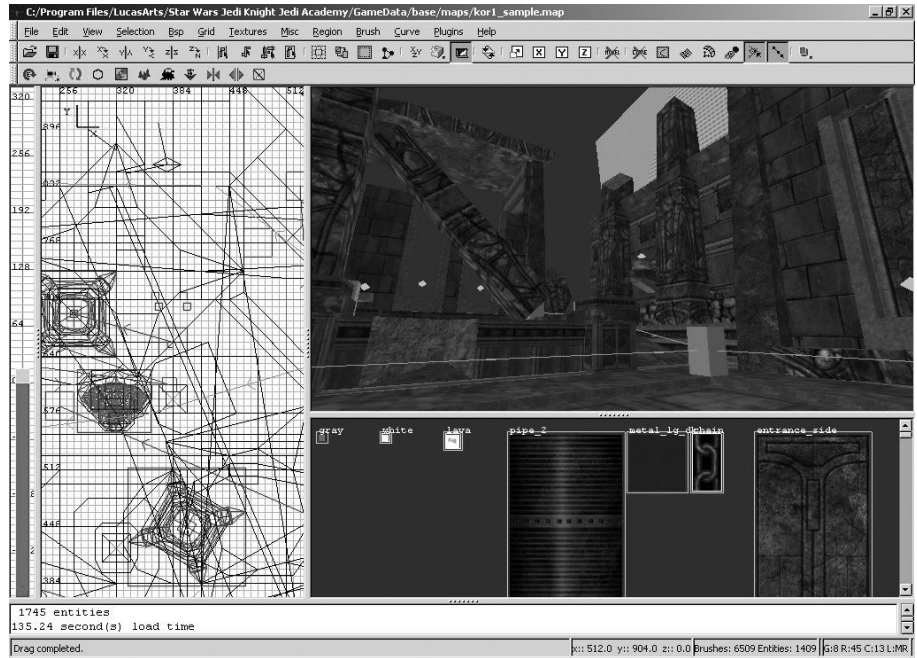 C:/Program Files/LucasArts/Star Wars Jedi Knight Jedi Academy/GameData/base/maps/kor1_sample.map
File Edit View Selection Bsp Grid Textures Misc Region Brush Curve Plugins Help
320 256 320 384 448 512
Y
X
896
256
832
192
768
128
64
640
576
512
448
384
gray white lava pipe_2 metal_lg_d chain entrance_side
Fog
1745 entities
135.24 second(s) load time
Drag completed.
x:: 512.0 y:: 904.0 z:: 0.0 Brushes: 6509 Entities: 1409 G:8 R:45 C:13 L:MR